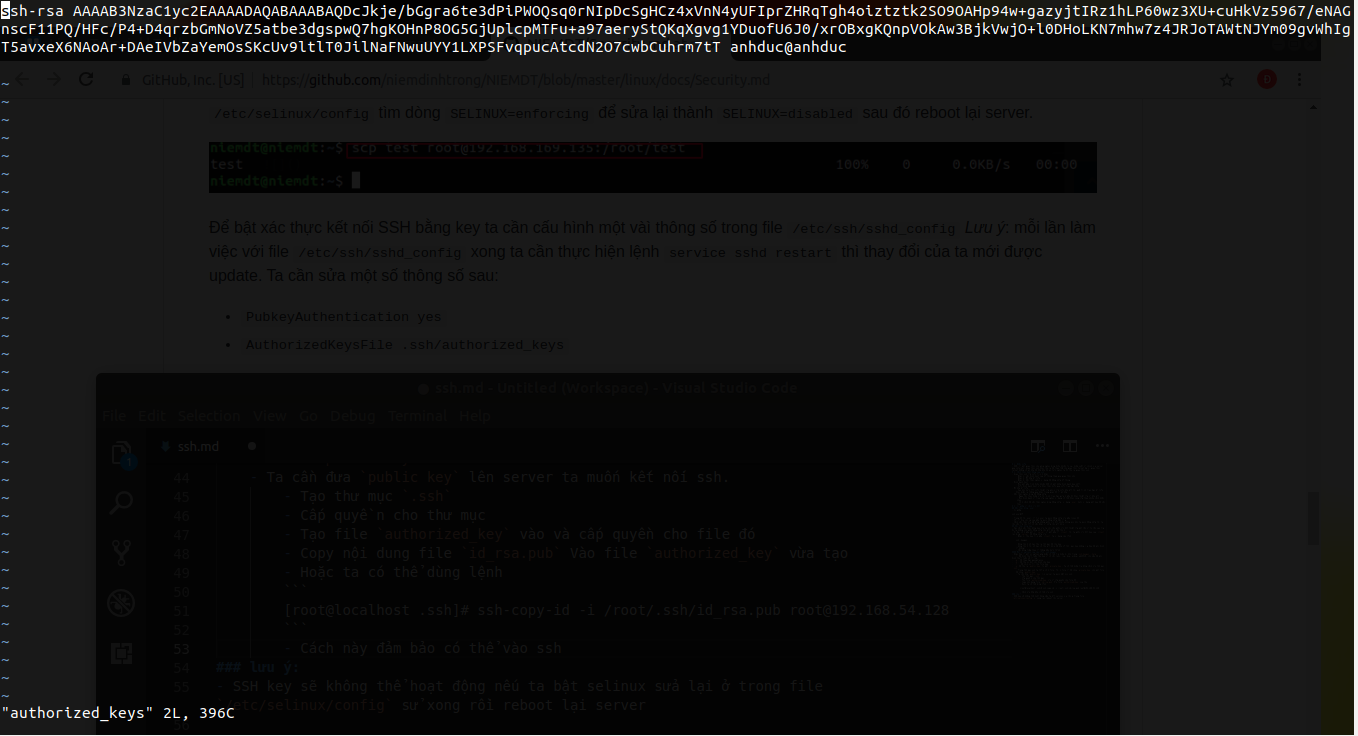 ssh-rsa AAAAB3NzaC1yc2EAAAADAQABAAABAQDcJkje/bGgra6te3dPiPWOQsq0rNIpDcSgHCz4xVnN4yUFIprZHRqTgh4oiztztk2SO9OAHp94w+gazyjtIRz1hLP60wz3XU+cuHkVz5967/eNAG
nscF11PQ/HFc/P4+D4qrzbGmNoVZ5atbe3dgspwQ7hgKOHnP8OG5GjUplcpMTFu+a97aeryStQKqXgvg1YDuofU6J0/xrOBxgKQnpVOkAw3BjkVwjO+l0DHoLKN7mhw7z4JRJoTAWtNJYm09gvWhIg
T5avxeX6NAoAr+DAeIVbZaYemOsSKcUv9ltlT0JilNaFNwuUYY1LXPSFvqpucAtcdN2O7cwbCuhrm7tT anhduc@anhduc
GitHub, Inc. [US] | https://github.com/niemdinhtrong/NIEMDT/blob/master/linux/docs/Security.md
/etc/selinux/config tìm dòng SELINUX=enforcing để sửa lại thành SELINUX=disabled sau đó reboot lại server.
niemdt@niemdt:~$ scp test root@192.168.169.135:/root/test
test 100% 0 0.0KB/s 00:00
niemdt@niemdt:~$
Để bật xác thực kết nối SSH bằng key ta cần cấu hình một vài thông số trong file /etc/ssh/sshd_config Lưu ý: mỗi lần làm
việc với file /etc/ssh/sshd_config xong ta cần thực hiện lệnh service sshd restart thì thay đổi của ta mới được
update. Ta cần sửa một số thông số sau:
• PubkeyAuthentication yes
• AuthorizedKeysFile .ssh/authorized_keys
ssh.md - Untitled (Workspace) - Visual Studio Code
File Edit Selection View Go Debug Terminal Help
ssh.md
44 - Ta cần đưa `public key` lên server ta muốn kết nối ssh.
45 - Tạo thư mục `.ssh`
46 - Cấp quyền cho thư mục
47 - Tạo file `authorized_key` vào và cấp quyền cho file đó
48 - Copy nội dung file `id_rsa.pub` Vào file `authorized_key` vừa tạo
49 - Hoặc ta có thể dùng lệnh
50 ```
51 [root@localhost .ssh]# ssh-copy-id -i /root/.ssh/id_rsa.pub root@192.168.54.128
52 ```
53 - Cách này đảm bảo có thể vào ssh
54 ### lưu ý:
55 - SSH key sẽ không thể hoạt động nếu ta bật selinux sửa lại ở trong file
`/etc/selinux/config` sử xong rồi reboot lại server
"authorized_keys" 2L, 396C